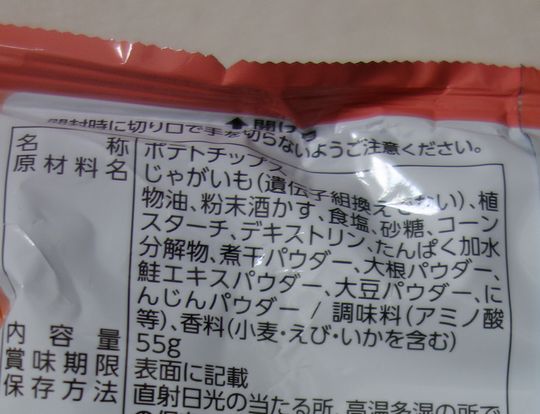 ▲開ける
開封時に切り口で手を切らないようご注意ください。
名称 ポテトチップス
原材料名 じゃがいも(遺伝子組換えでない)、植
物油、粉末酒かす、食塩、砂糖、コーン
スターチ、デキストリン、たんぱく加水
分解物、煮干パウダー、大根パウダー、
鮭エキスパウダー、大豆パウダー、に
んじんパウダー / 調味料(アミノ酸
等)、香料(小麦・えび・いかを含む)
内容量 55g
賞味期限 表面に記載
保存方法 直射日光の当たる所、高温多湿の所で